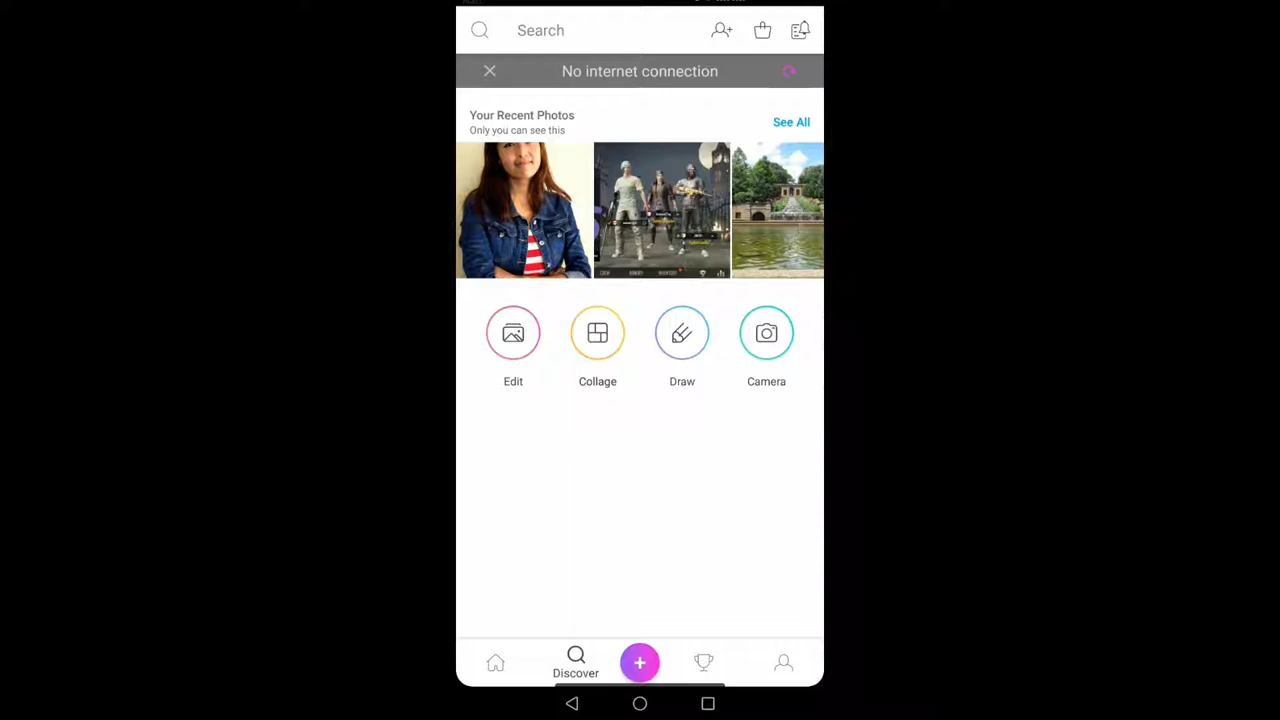 Search
No internet connection
Your Recent Photos
Only you can see this
See All
Edit
Collage
Draw
Camera
Discover